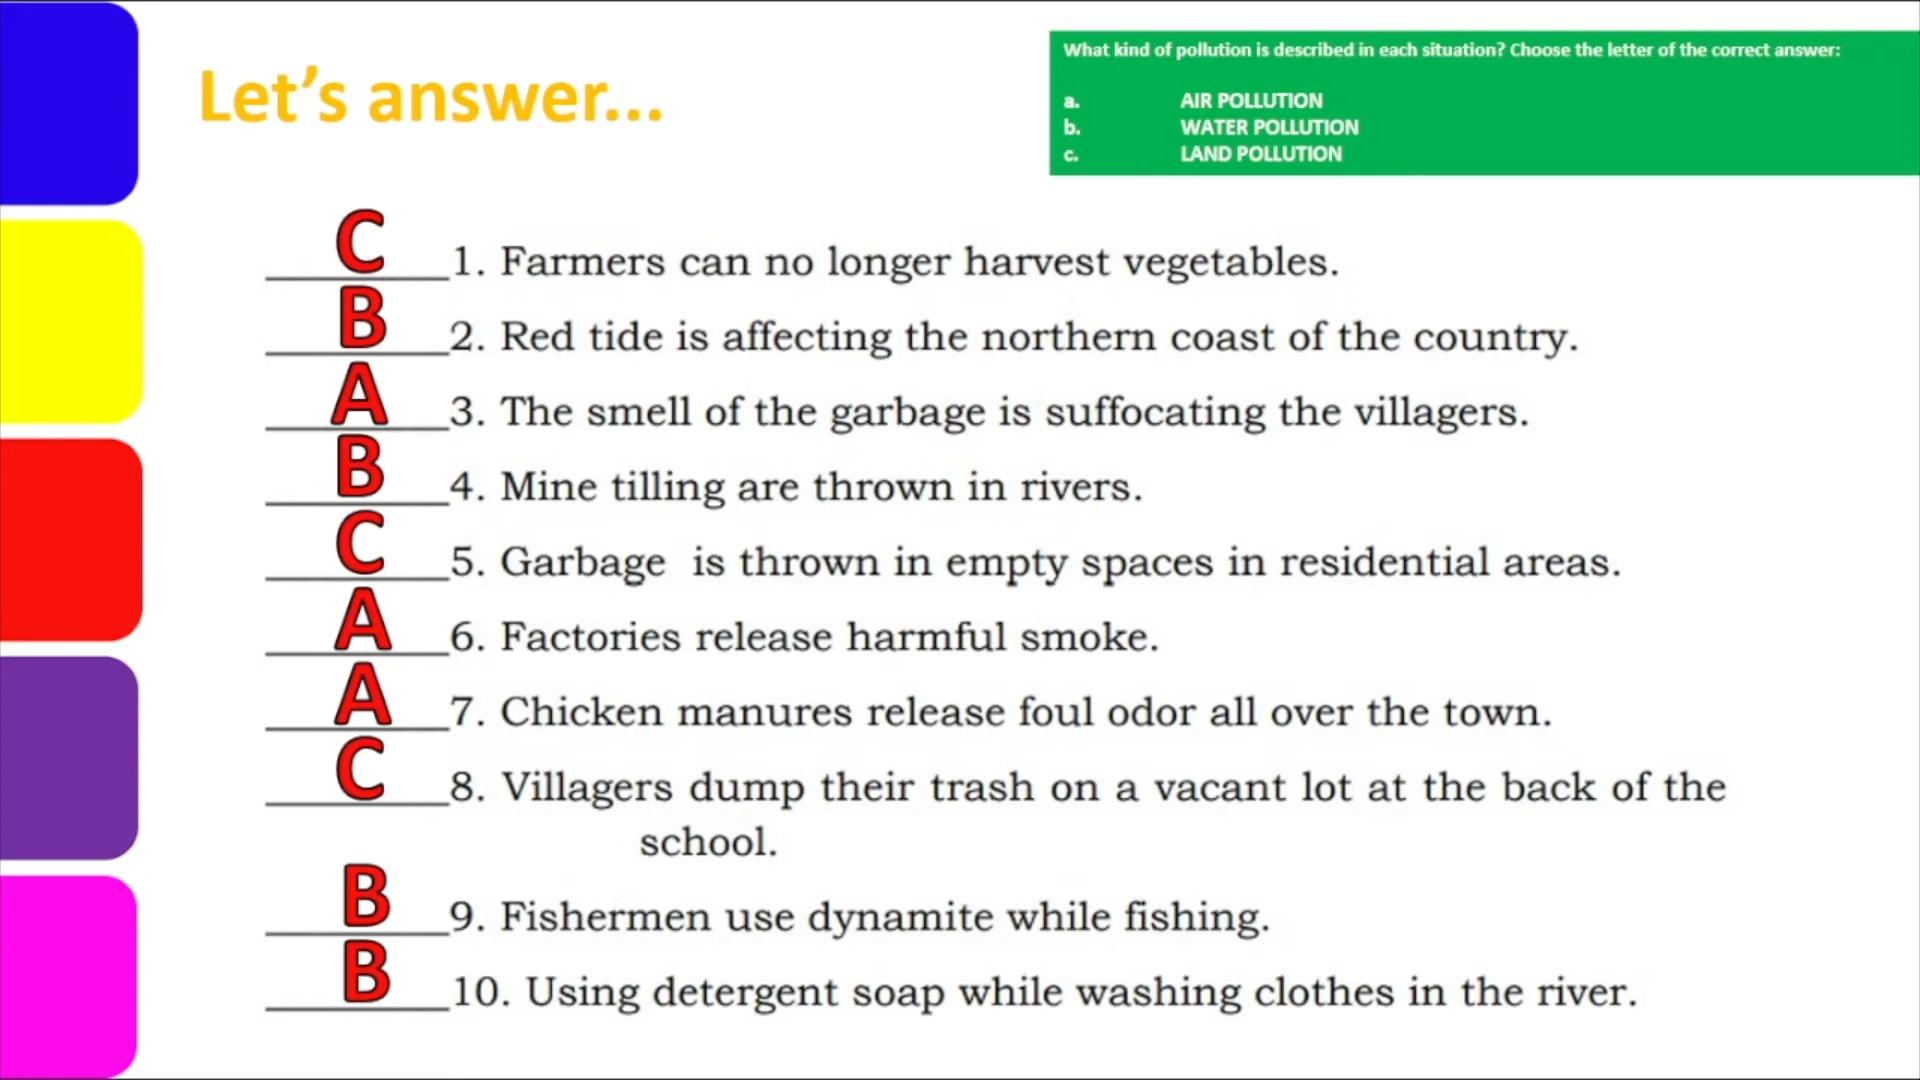 Let's answer...
What kind of pollution is described in each situation? Choose the letter of the correct answer:
a. AIR POLLUTION
b. WATER POLLUTION
c. LAND POLLUTION
C 1. Farmers can no longer harvest vegetables.
B 2. Red tide is affecting the northern coast of the country.
A 3. The smell of the garbage is suffocating the villagers.
B 4. Mine tilling are thrown in rivers.
C 5. Garbage is thrown in empty spaces in residential areas.
A 6. Factories release harmful smoke.
A 7. Chicken manures release foul odor all over the town.
C 8. Villagers dump their trash on a vacant lot at the back of the
school.
B 9. Fishermen use dynamite while fishing.
B 10. Using detergent soap while washing clothes in the river.